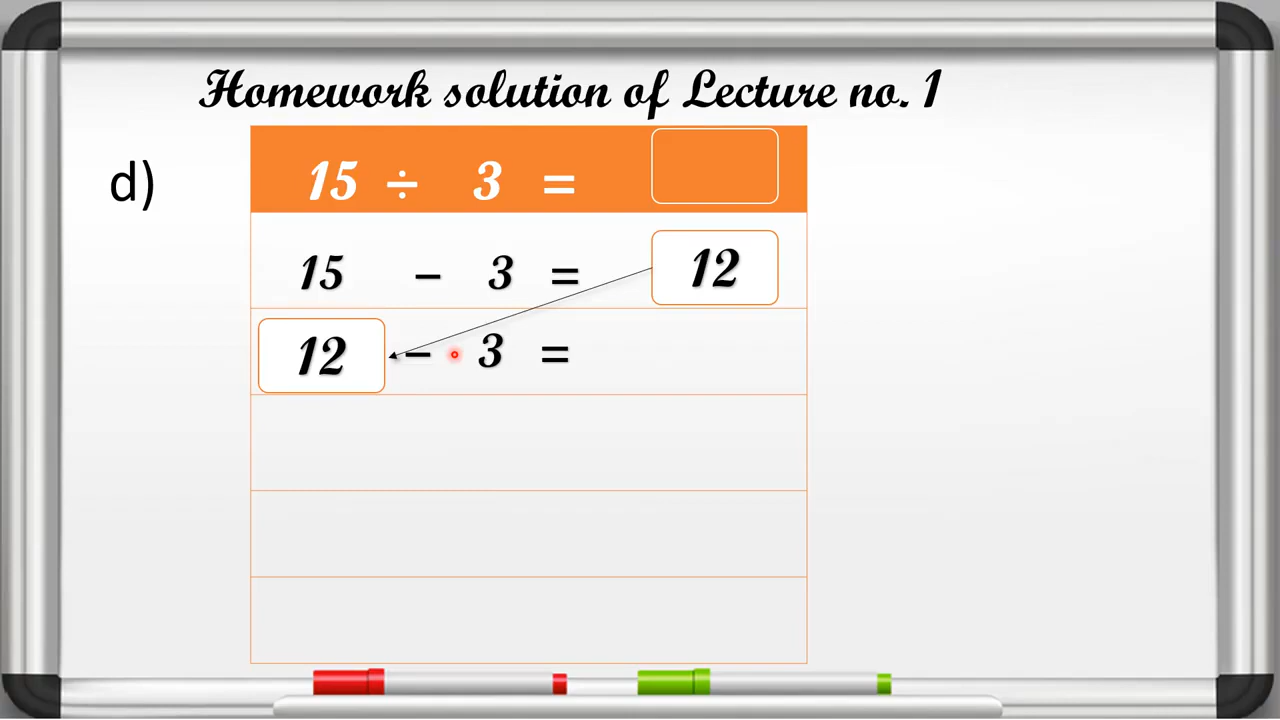 Homework solution of Lecture no. 1
d)
15 ÷ 3 =
15 – 3 = 12
12 – 3 =